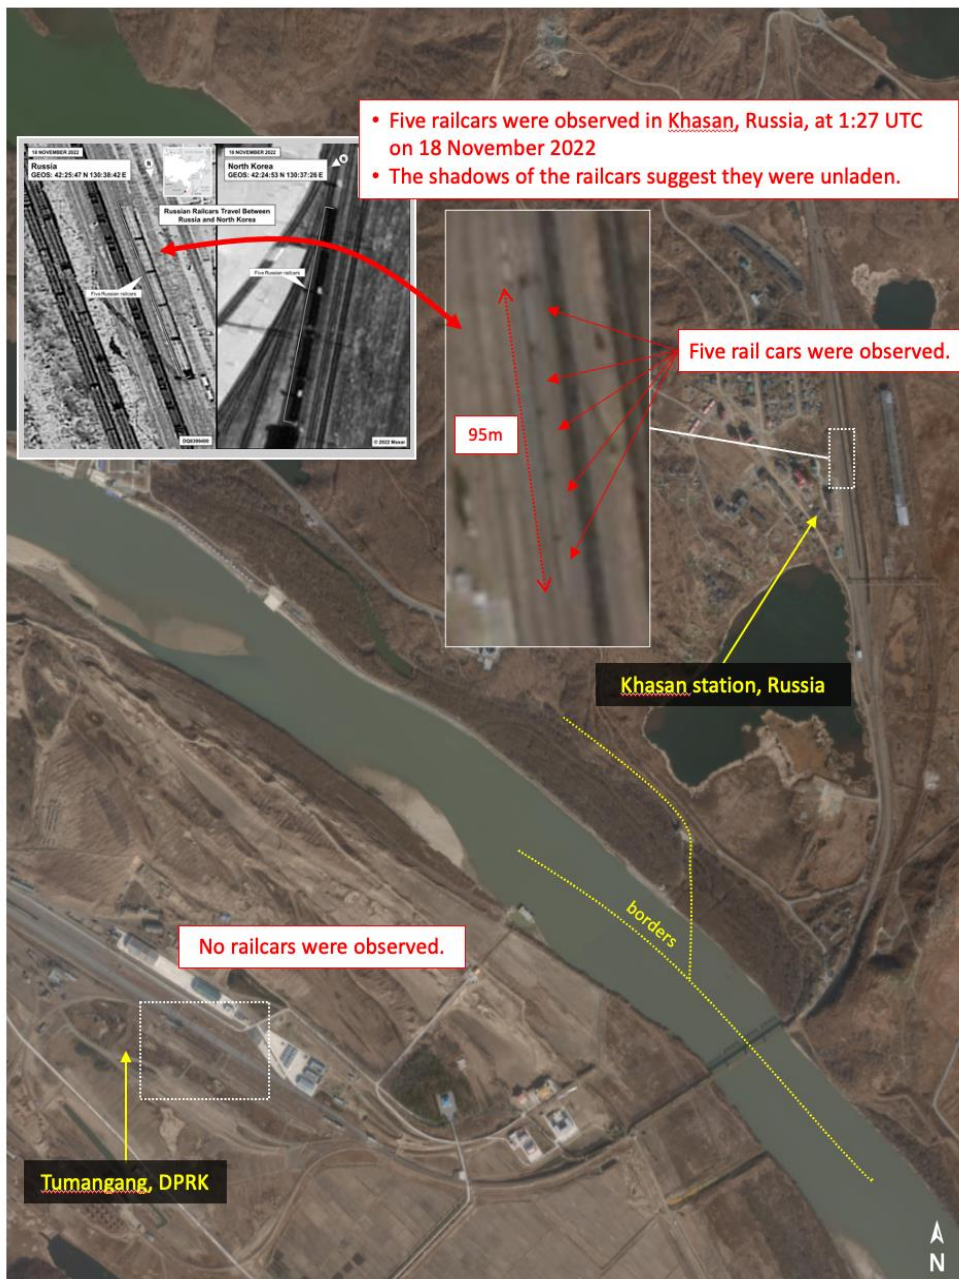 • Five railcars were observed in Khasan, Russia, at 1:27 UTC
on 18 November 2022
• The shadows of the railcars suggest they were unladen.
18 NOVEMBER 2022
Russia
GEOS: 42:25:47 N 130:38:42 E
18 NOVEMBER 2022
North Korea
GEOS: 42:24:53 N 130:37:26 E
Russian Railcars Travel Between
Russia and North Korea
Five Russian railcars
Five Russian railcars
© 2022 Maxar
Five rail cars were observed.
95m
Khasan station, Russia
borders
No railcars were observed.
Tumangang, DPRK
N